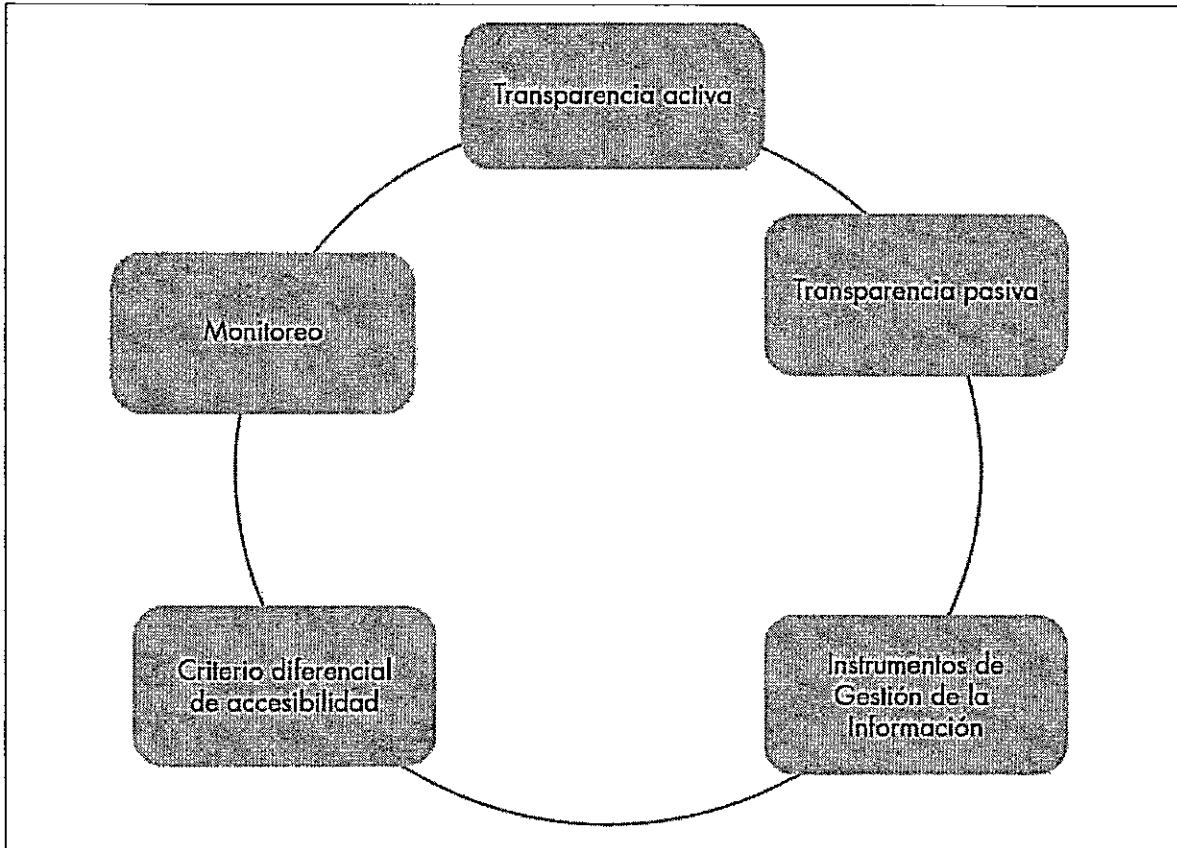 Transparencia activa
Transparencia pasiva
Instrumentos de
Gestión de la
Información
Criterio diferencial
de accesibilidad
Monitoreo